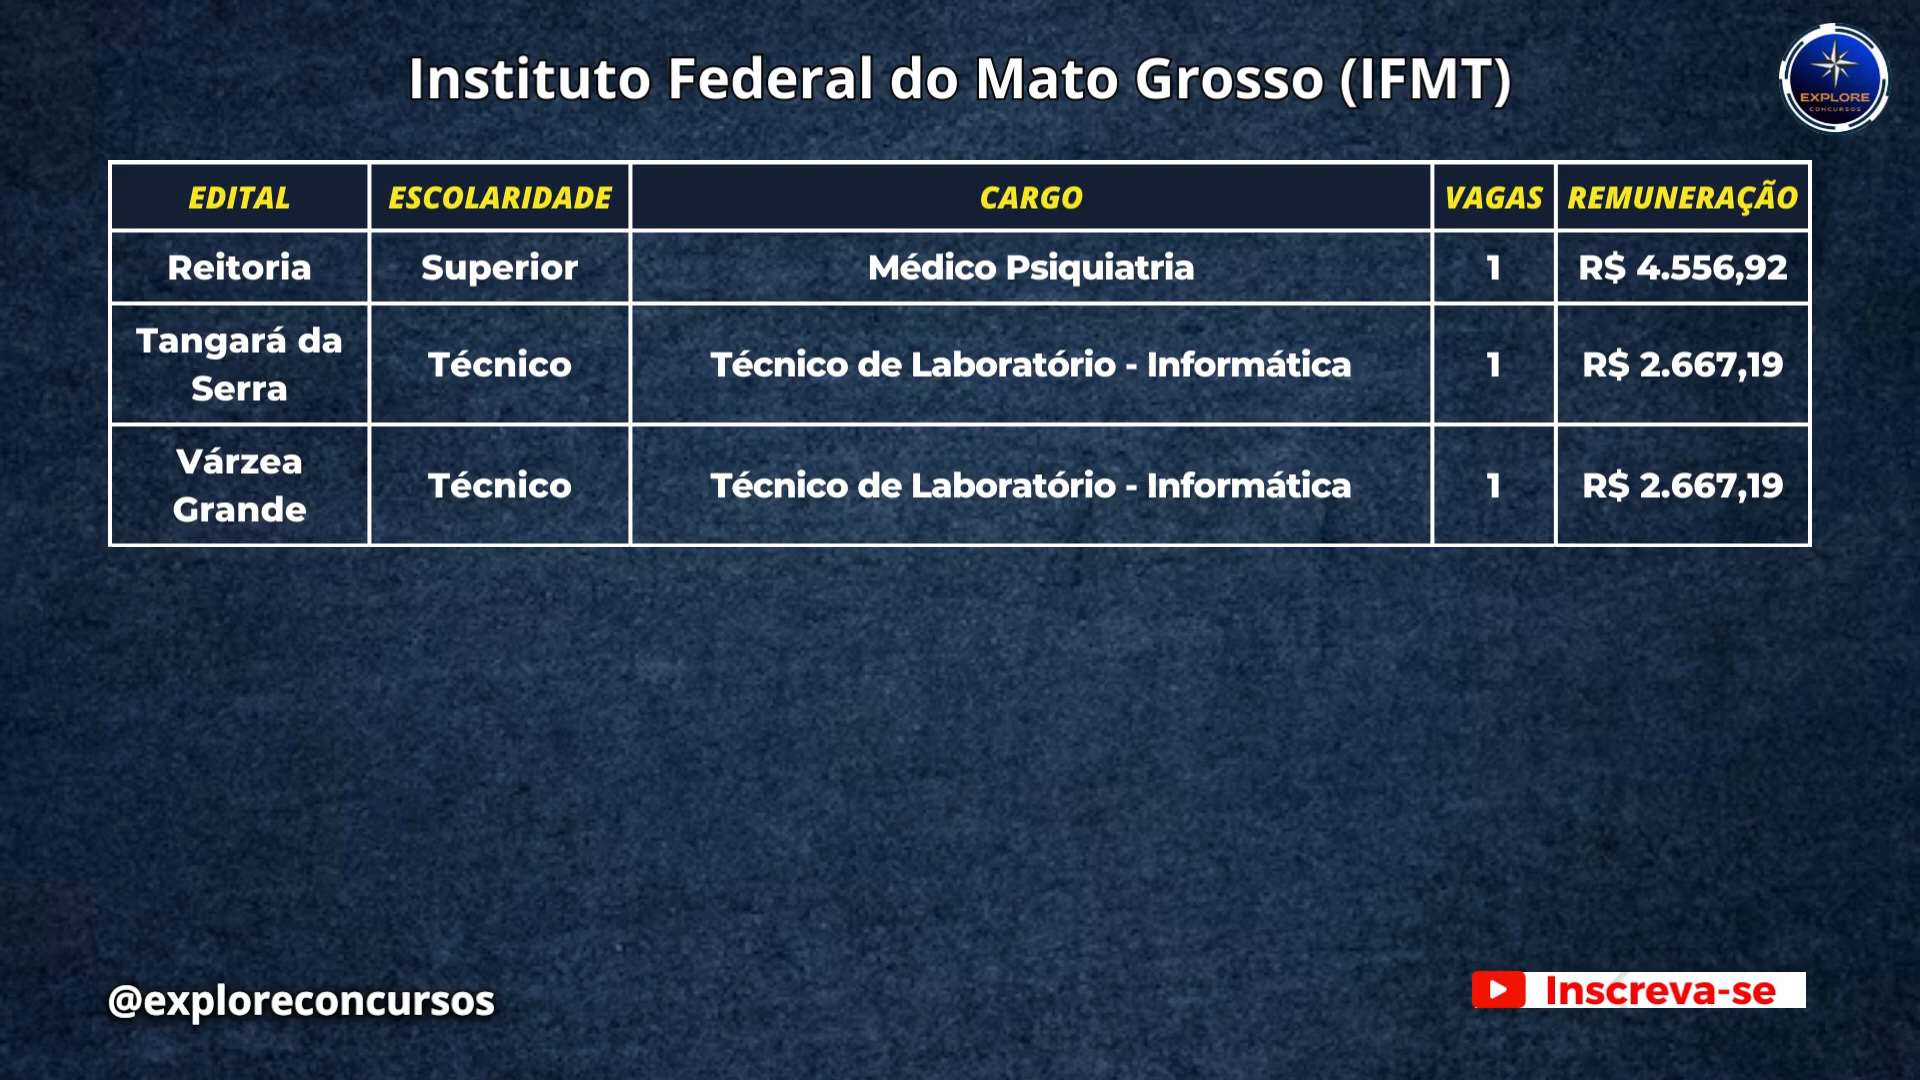 Instituto Federal do Mato Grosso (IFMT)
EXPLORE
CONCURSOS
EDITAL ESCOLARIDADE CARGO VAGAS REMUNERAÇÃO
Reitoria Superior Médico Psiquiatria 1 R$ 4.556,92
Tangará da
Serra
Técnico Técnico de Laboratório - Informática 1 R$ 2.667,19
Várzea
Grande
Técnico Técnico de Laboratório - Informática 1 R$ 2.667,19
@exploreconcursos
Inscreva-se